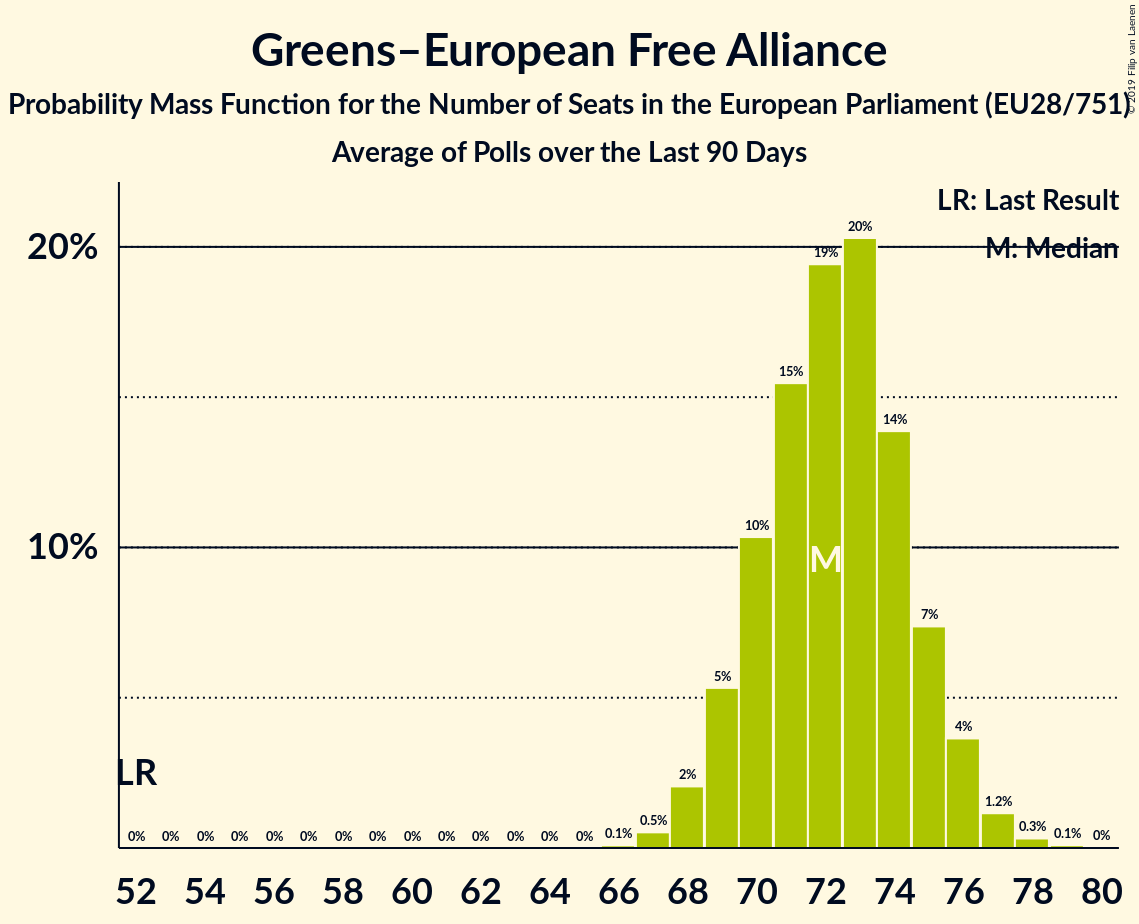 Greens–European Free Alliance
Probability Mass Function for the Number of Seats in the European Parliament (EU28/751)
Average of Polls over the Last 90 Days
© 2019 Filip van Laenen
LR: Last Result
M: Median
20%
10%
LR
M
0% 0% 0% 0% 0% 0% 0% 0% 0% 0% 0% 0% 0% 0% 0.1% 0.5% 2% 5% 10% 15% 19% 20% 14% 7% 4% 1.2% 0.3% 0.1% 0%
52 54 56 58 60 62 64 66 68 70 72 74 76 78 80